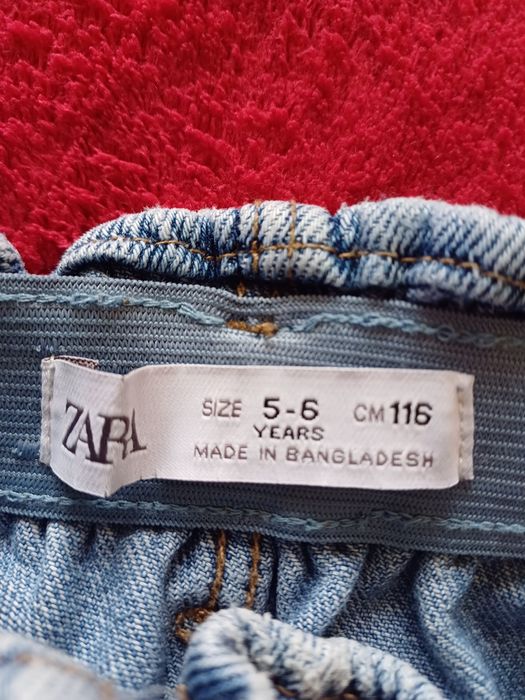 ZARA
SIZE 5-6 CM 116
YEARS
MADE IN BANGLADESH